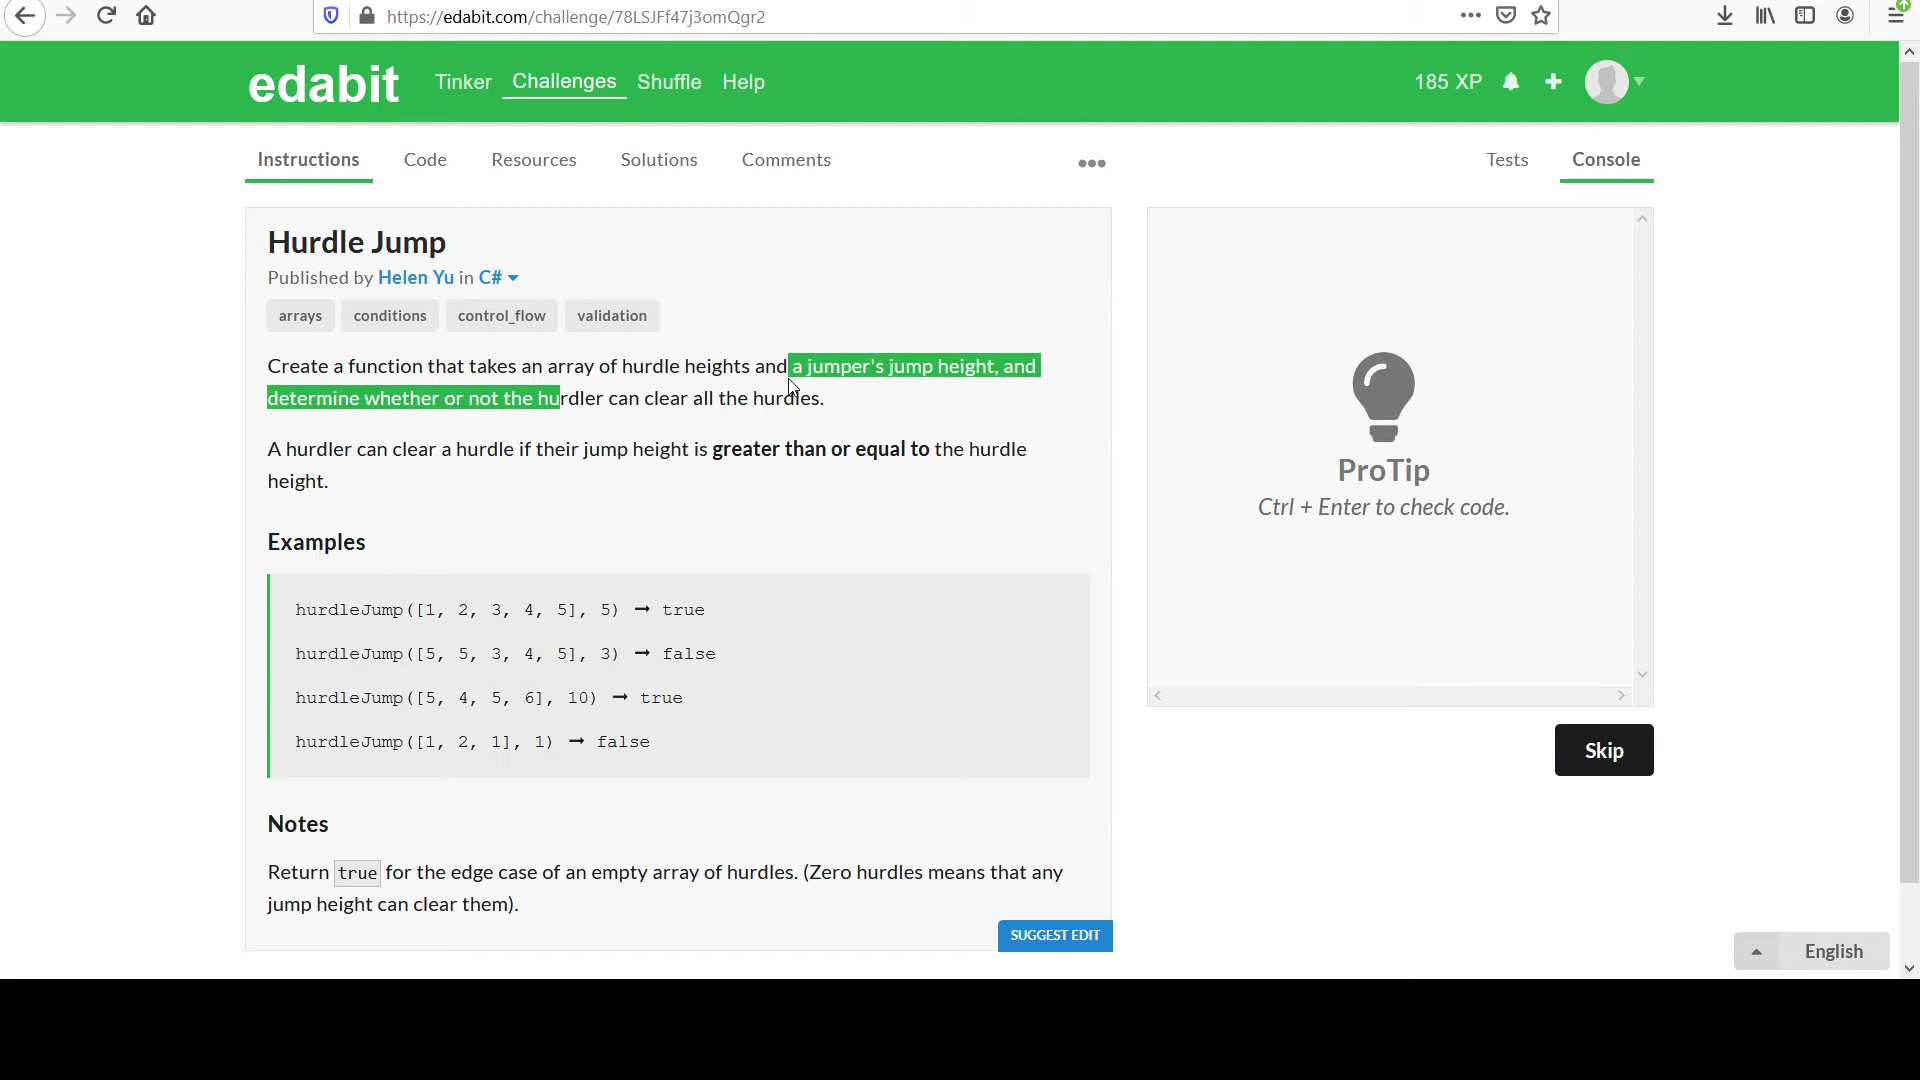 https://edabit.com/challenge/78LSJFf47j3omQgr2
edabit Tinker Challenges Shuffle Help 185 XP
Instructions Code Resources Solutions Comments ••• Tests Console
Hurdle Jump
Published by Helen Yu in C#
arrays conditions control_flow validation
Create a function that takes an array of hurdle heights and a jumper's jump height, and
determine whether or not the hurdler can clear all the hurdles.
A hurdler can clear a hurdle if their jump height is greater than or equal to the hurdle
height.
Examples
hurdleJump([1, 2, 3, 4, 5], 5) ➞ true
hurdleJump([5, 5, 3, 4, 5], 3) ➞ false
hurdleJump([5, 4, 5, 6], 10) ➞ true
hurdleJump([1, 2, 1], 1) ➞ false
Notes
Return true for the edge case of an empty array of hurdles. (Zero hurdles means that any
jump height can clear them).
SUGGEST EDIT
ProTip
Ctrl + Enter to check code.
Skip
English